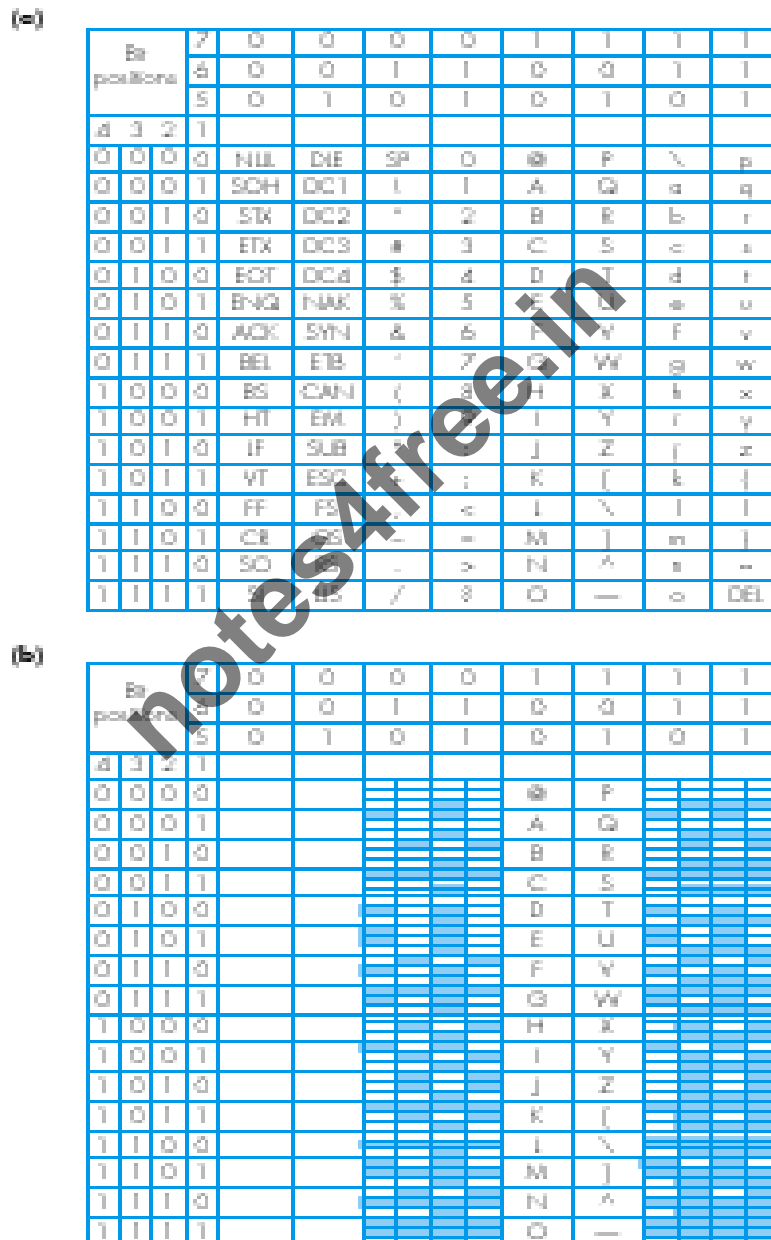 (a)
Bit 7 0 0 0 0 1 1 1 1
positions 6 0 0 1 1 0 0 1 1
5 0 1 0 1 0 1 0 1
4 3 2 1
0 0 0 0 NUL DIE SP 0 @ P \ p
0 0 0 1 SOH DC1 ! 1 A Q a q
0 0 1 0 STX DC2 " 2 B R b r
0 0 1 1 ETX DC3 # 3 C S c s
0 1 0 0 EOT DC4 $ 4 D T d t
0 1 0 1 ENQ NAK % 5 E U e u
0 1 1 0 ACK SYN & 6 F V f v
0 1 1 1 BEL ETB ' 7 G W g w
1 0 0 0 BS CAN ( 8 H X x
1 0 0 1 HT EM ) I Y y
1 0 1 0 SUB J Z z
1 0 1 1 VT ESC ; K [ k {
1 1 0 0 FF FS < \ l
1 1 0 1 CR - = M ] m }
1 1 1 0 SO . > N ^
1 1 1 1 SI / O — o DEL
(b)
Bit 7 0 0 0 0 1 1 1 1
positions 6 0 0 1 1 0 0 1 1
5 0 1 0 1 0 1 0 1
4 3 2 1
0 0 0 0 @ P
0 0 0 1 A Q
0 0 1 0 B R
0 0 1 1 C S
0 1 0 0 D T
0 1 0 1 E U
0 1 1 0 F V
0 1 1 1 G W
1 0 0 0 H X
1 0 0 1 I Y
1 0 1 0 J Z
1 0 1 1 K [
1 1 0 0 \
1 1 0 1 M ]
1 1 1 0 N ^
1 1 1 1 O —
notes4free.in